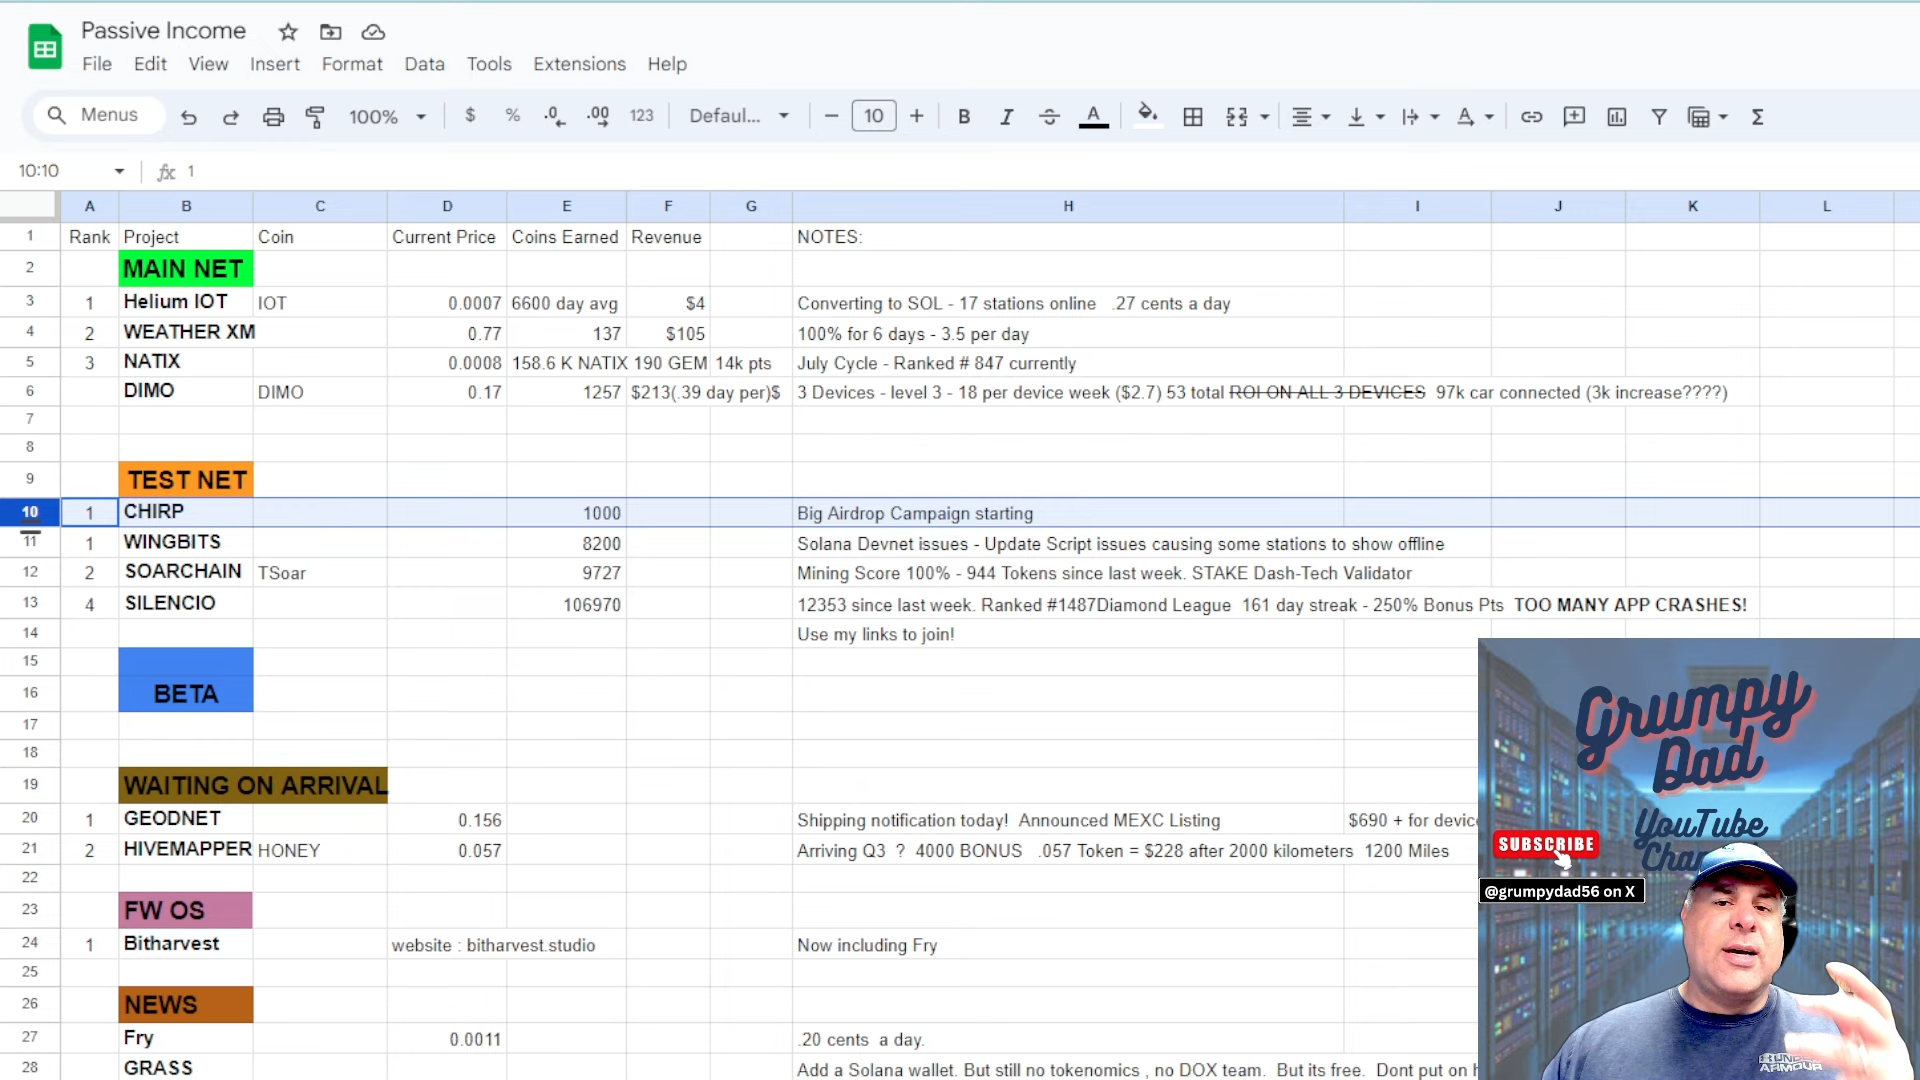 Passive Income
File Edit View Insert Format Data Tools Extensions Help
Menus 100% $ % .0 .00 123 Defaul... 10 B I A Σ
10:10 fx 1
A B C D E F G H I J K L
1 Rank Project Coin Current Price Coins Earned Revenue NOTES:
2 MAIN NET
3 1 Helium IOT IOT 0.0007 6600 day avg $4 Converting to SOL - 17 stations online .27 cents a day
4 2 WEATHER XM 0.77 137 $105 100% for 6 days - 3.5 per day
5 3 NATIX 0.0008 158.6 K NATIX 190 GEM 14k pts July Cycle - Ranked # 847 currently
6 DIMO DIMO 0.17 1257 $213(.39 day per)$ 3 Devices - level 3 - 18 per device week ($2.7) 53 total ROI ON ALL 3 DEVICES 97k car connected (3k increase????)
7
8
9 TEST NET
10 1 CHIRP 1000 Big Airdrop Campaign starting
11 1 WINGBITS 8200 Solana Devnet issues - Update Script issues causing some stations to show offline
12 2 SOARCHAIN TSoar 9727 Mining Score 100% - 944 Tokens since last week. STAKE Dash-Tech Validator
13 4 SILENCIO 106970 12353 since last week. Ranked #1487Diamond League 161 day streak - 250% Bonus Pts TOO MANY APP CRASHES!
14 Use my links to join!
15
16 BETA
17
18
19 WAITING ON ARRIVAL
20 1 GEODNET 0.156 Shipping notification today! Announced MEXC Listing $690 + for
21 2 HIVEMAPPER HONEY 0.057 Arriving Q3 ? 4000 BONUS .057 Token = $228 after 2000 kilometers 1200 Miles
22
23 FW OS
24 1 Bitharvest website : bitharvest.studio Now including Fry
25
26 NEWS
27 Fry 0.0011 .20 cents a day.
28 GRASS Add a Solana wallet. But still no tokenomics , no DOX team. But its free. Dont put on
Grumpy
Dad
YouTube
SUBSCRIBE
@grumpydad56 on X
UNDER
ARMOUR